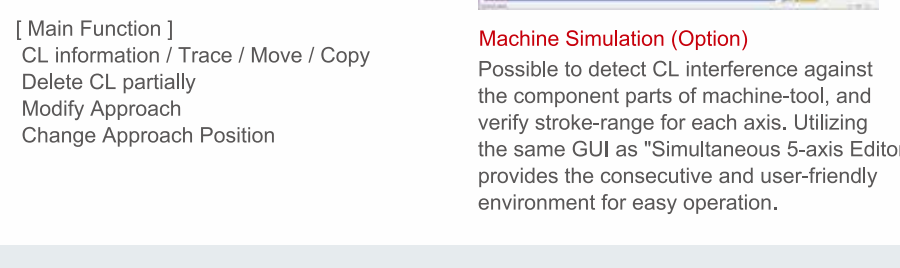 [ Main Function ]
CL information / Trace / Move / Copy
Delete CL partially
Modify Approach
Change Approach Position
Machine Simulation (Option)
Possible to detect CL interference against
the component parts of machine-tool, and
verify stroke-range for each axis. Utilizing
the same GUI as "Simultaneous 5-axis Editor
provides the consecutive and user-friendly
environment for easy operation.